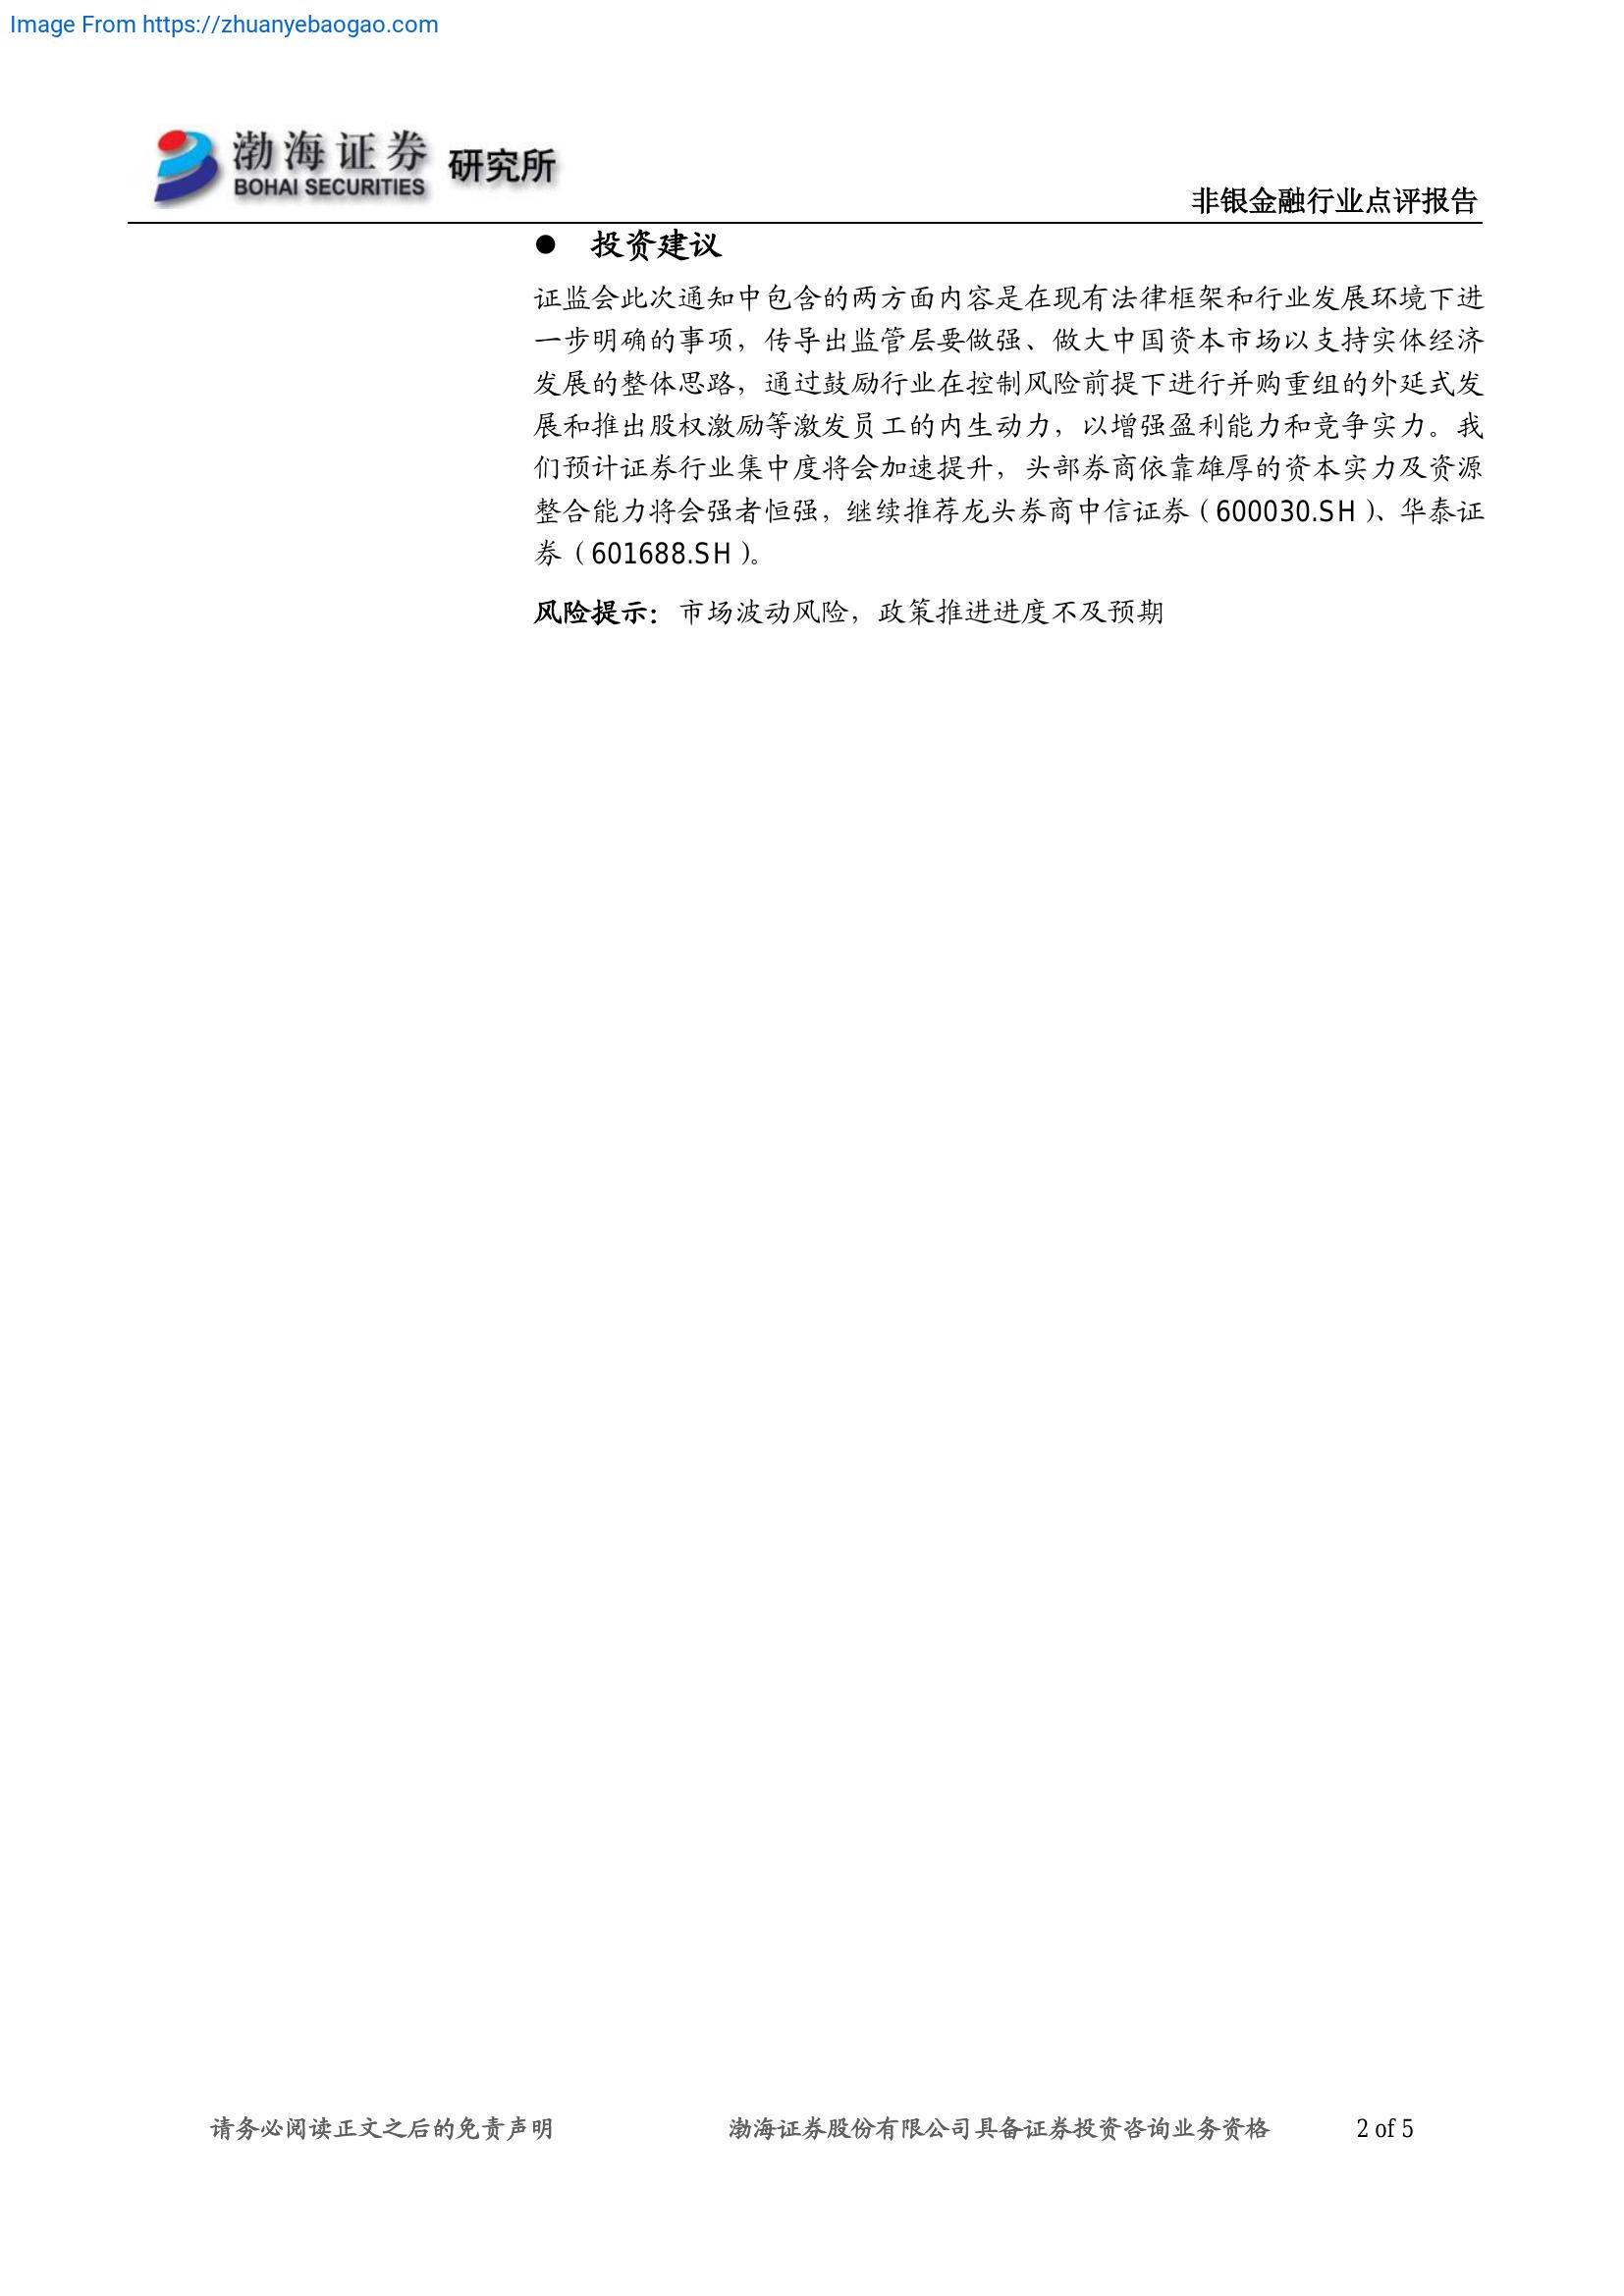 Image From https://zhuanyebaogao.com
渤海证券
BOHAI SECURITIES
研究所
非银金融行业点评报告
● 投资建议
证监会此次通知中包含的两方面内容是在现有法律框架和行业发展环境下进
一步明确的事项，传导出监管层要做强、做大中国资本市场以支持实体经济
发展的整体思路，通过鼓励行业在控制风险前提下进行并购重组的外延式发
展和推出股权激励等激发员工的内生动力，以增强盈利能力和竞争实力。我
们预计证券行业集中度将会加速提升，头部券商依靠雄厚的资本实力及资源
整合能力将会强者恒强，继续推荐龙头券商中信证券（600030.SH）、华泰证
券（601688.SH）。
风险提示：市场波动风险，政策推进进度不及预期
请务必阅读正文之后的免责声明 渤海证券股份有限公司具备证券投资咨询业务资格 2 of 5